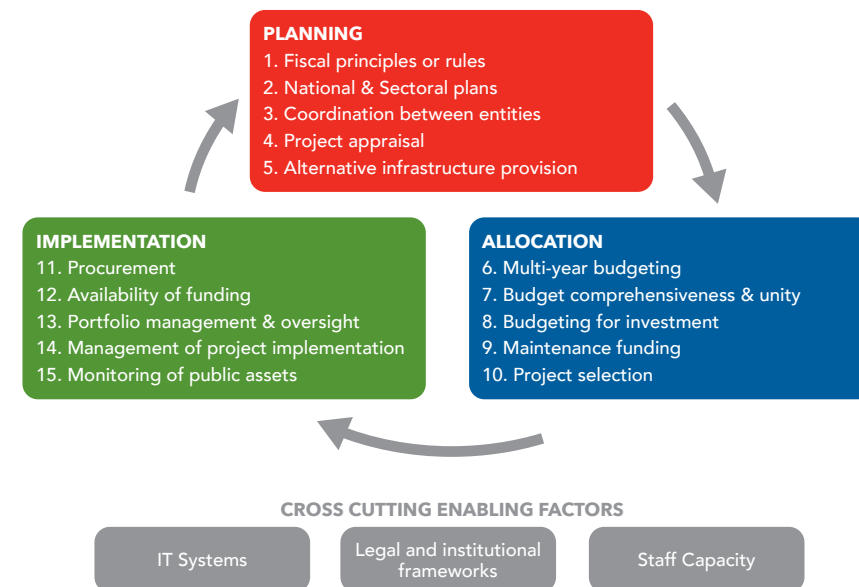 PLANNING
1. Fiscal principles or rules
2. National & Sectoral plans
3. Coordination between entities
4. Project appraisal
5. Alternative infrastructure provision
IMPLEMENTATION
11. Procurement
12. Availability of funding
13. Portfolio management & oversight
14. Management of project implementation
15. Monitoring of public assets
ALLOCATION
6. Multi-year budgeting
7. Budget comprehensiveness & unity
8. Budgeting for investment
9. Maintenance funding
10. Project selection
CROSS CUTTING ENABLING FACTORS
IT Systems
Legal and institutional
frameworks
Staff Capacity